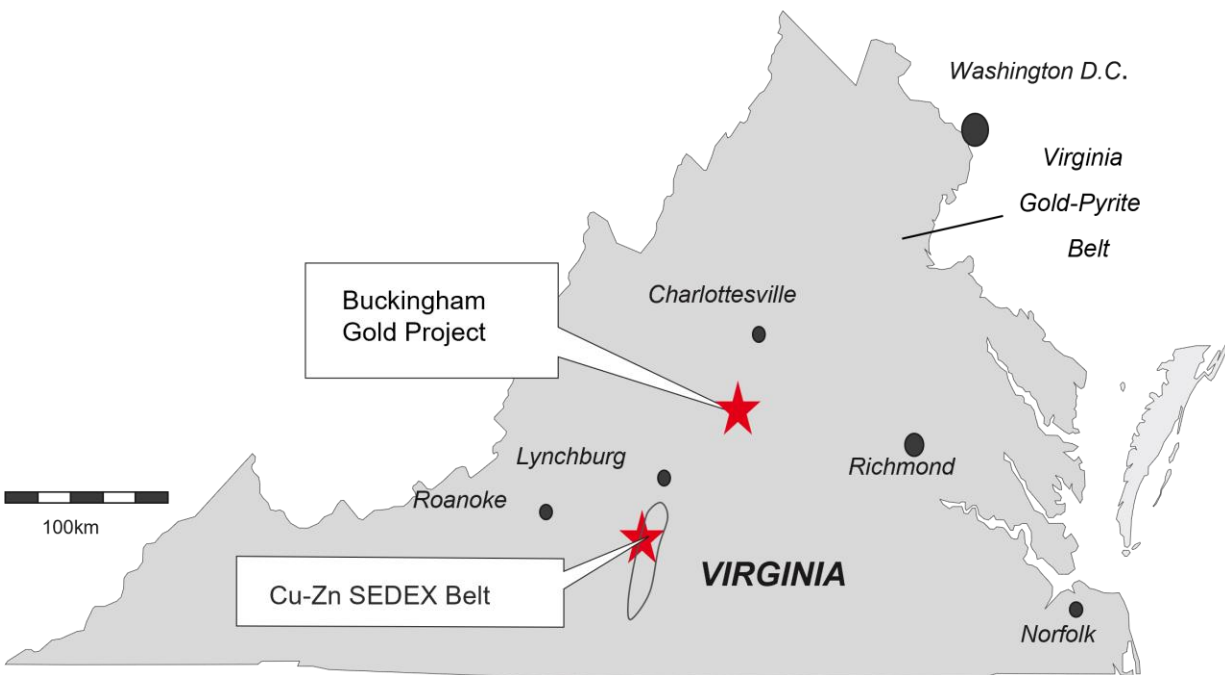 Washington D.C.
Virginia
Gold-Pyrite
Belt
Buckingham
Gold Project
Charlottesville
Lynchburg
Richmond
Roanoke
100km
VIRGINIA
Cu-Zn SEDEX Belt
Norfolk